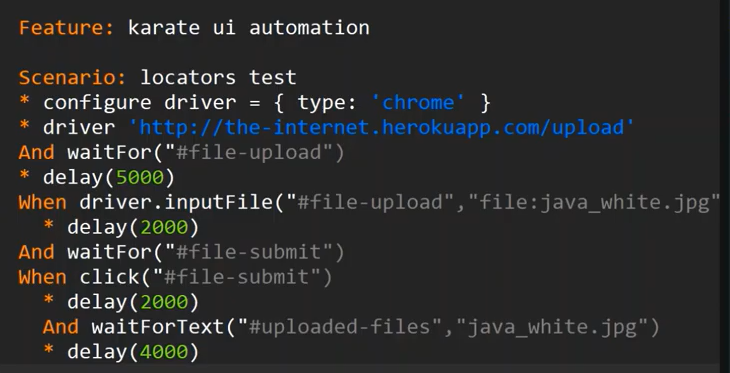 Feature: karate ui automation
Scenario: locators test
* configure driver = { type: 'chrome' }
* driver 'http://the-internet.herokuapp.com/upload'
And waitFor("#file-upload")
* delay(5000)
When driver.inputFile("#file-upload","file:java_white.jpg"
* delay(2000)
And waitFor("#file-submit")
When click("#file-submit")
* delay(2000)
And waitForText("#uploaded-files","java_white.jpg")
* delay(4000)